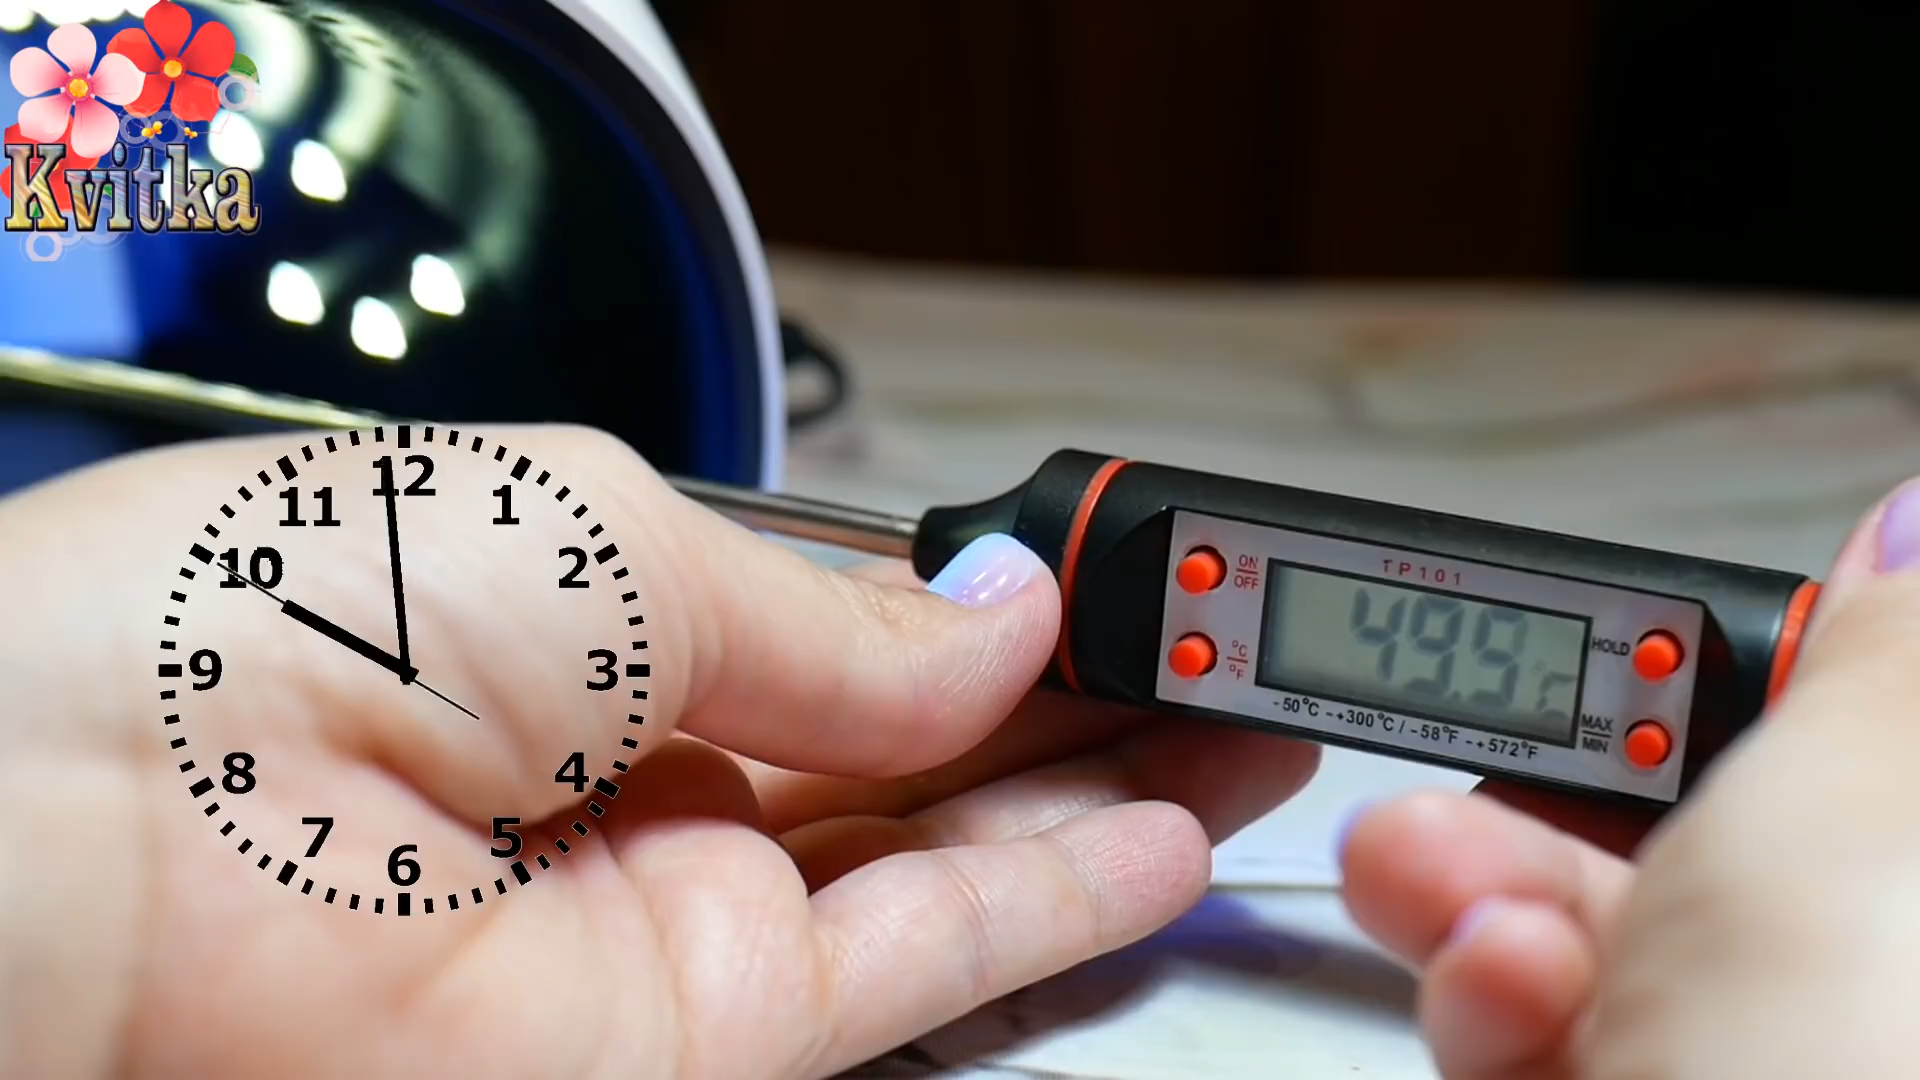 Kvitka
12
1
2
3
4
5
6
7
8
9
10
11
TP101
ON
OFF
°C
°F
49.9°C
HOLD
MAX
MIN
-50°C-+300°C/-58°F-+572°F